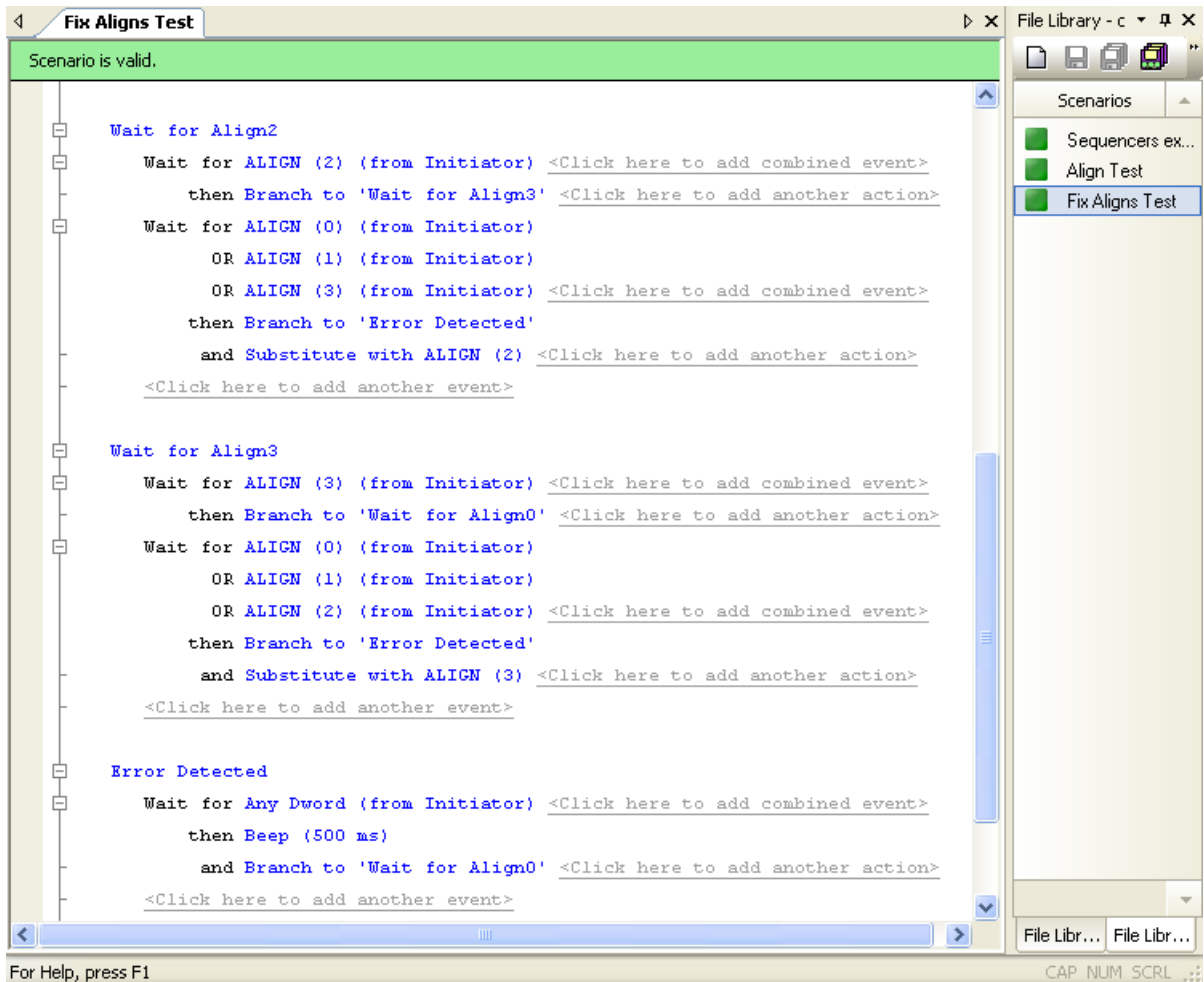 Fix Aligns Test
Scenario is valid.
Wait for Align2
Wait for ALIGN (2) (from Initiator) <Click here to add combined event>
then Branch to 'Wait for Align3' <Click here to add another action>
Wait for ALIGN (0) (from Initiator)
OR ALIGN (1) (from Initiator)
OR ALIGN (3) (from Initiator) <Click here to add combined event>
then Branch to 'Error Detected'
and Substitute with ALIGN (2) <Click here to add another action>
<Click here to add another event>
Wait for Align3
Wait for ALIGN (3) (from Initiator) <Click here to add combined event>
then Branch to 'Wait for Align0' <Click here to add another action>
Wait for ALIGN (0) (from Initiator)
OR ALIGN (1) (from Initiator)
OR ALIGN (2) (from Initiator) <Click here to add combined event>
then Branch to 'Error Detected'
and Substitute with ALIGN (3) <Click here to add another action>
<Click here to add another event>
Error Detected
Wait for Any Dword (from Initiator) <Click here to add combined event>
then Beep (500 ms)
and Branch to 'Wait for Align0' <Click here to add another action>
<Click here to add another event>
File Library - c
Scenarios
Sequencers ex...
Align Test
Fix Aligns Test
File Libr... File Libr...
For Help, press F1
CAP NUM SCRL